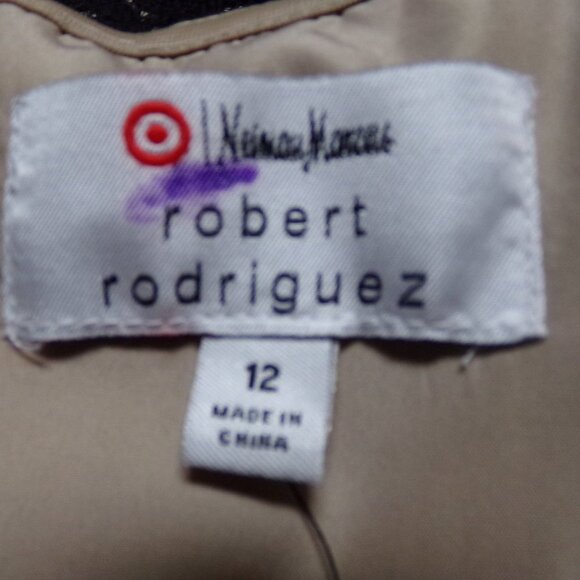 Neiman Marcus
robert
rodriguez
12
MADE IN
CHINA